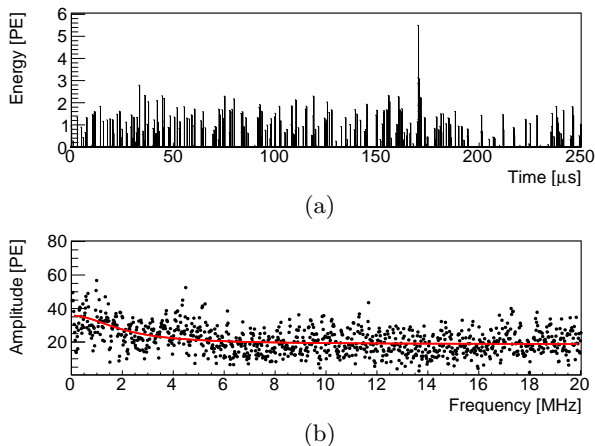 Energy [PE]
6
5
4
3
2
1
0
0 50 100 150 200 250
Time [μs]
(a)
Amplitude [PE]
80
60
40
20
0 2 4 6 8 10 12 14 16 18 20
Frequency [MHz]
(b)